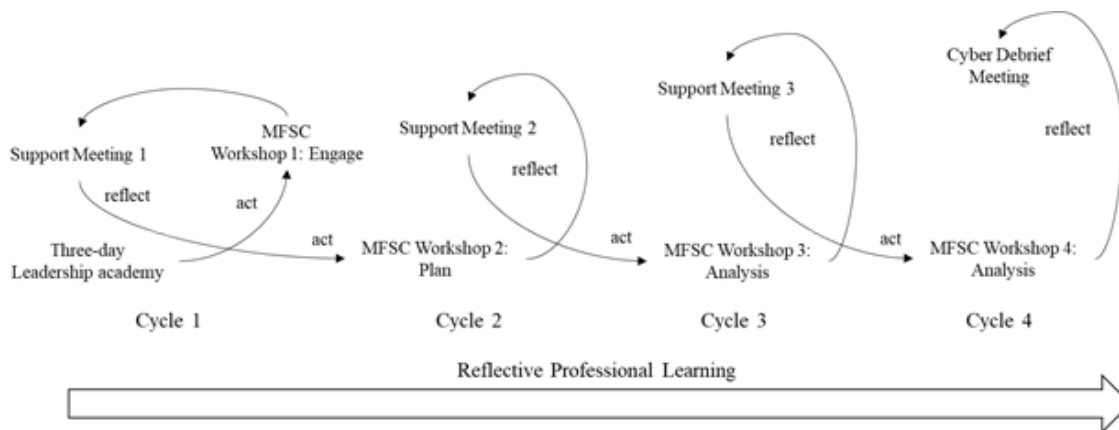 Support Meeting 1
MFSC
Workshop 1: Engage
reflect
act
Three-day
Leadership academy
act
Cycle 1
Support Meeting 2
reflect
MFSC Workshop 2:
Plan
act
Cycle 2
Support Meeting 3
reflect
MFSC Workshop 3:
Analysis
act
Cycle 3
Cyber Debrief
Meeting
reflect
MFSC Workshop 4:
Analysis
Cycle 4
Reflective Professional Learning